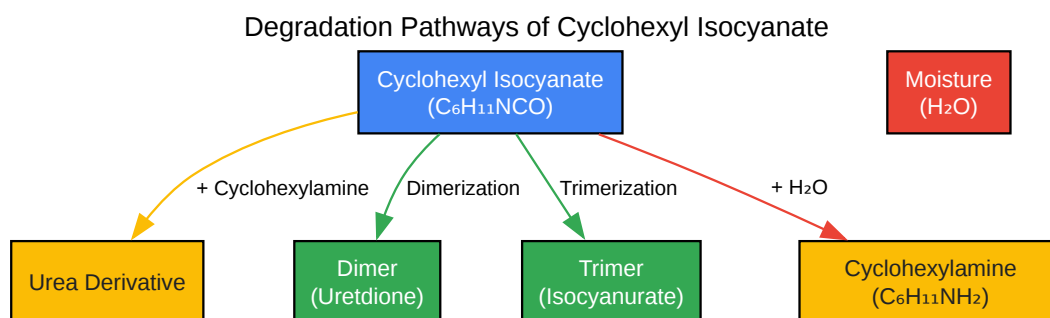 Degradation Pathways of Cyclohexyl Isocyanate
Cyclohexyl Isocyanate
(C₆H₁₁NCO)
Moisture
(H₂O)
+ Cyclohexylamine
Dimerization
Trimerization
+ H₂O
Urea Derivative
Dimer
(Uretdione)
Trimer
(Isocyanurate)
Cyclohexylamine
(C₆H₁₁NH₂)